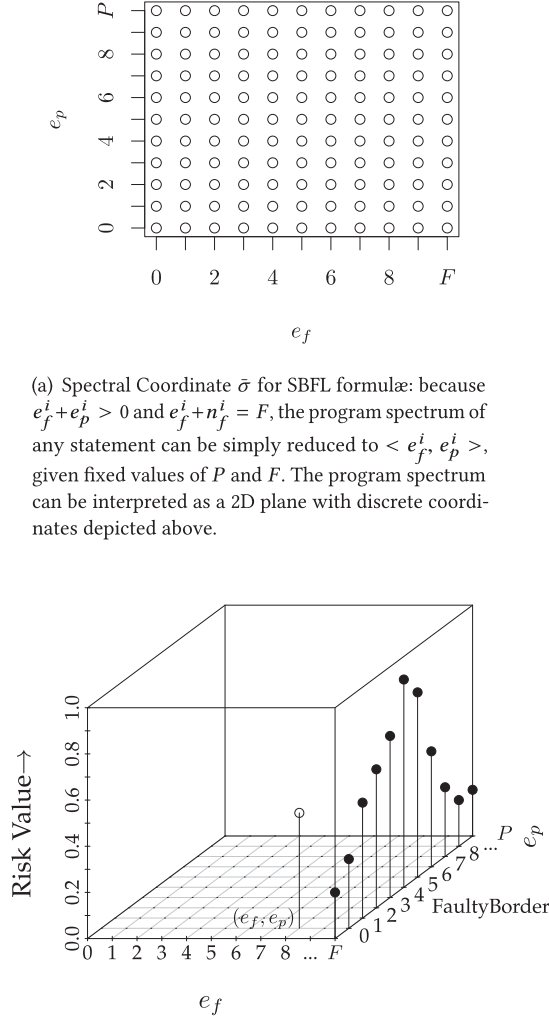 P
8
6
4
2
0
e_p
0 2 4 6 8 F
e_f
(a) Spectral Coordinate σ̄ for SBFL formulæ: because
e_f^i+e_p^i > 0 and e_f^i+n_f^i = F, the program spectrum of
any statement can be simply reduced to < e_f^i, e_p^i >,
given fixed values of P and F. The program spectrum
can be interpreted as a 2D plane with discrete coordi-
nates depicted above.
Risk Value→
1.0
0.8
0.6
0.4
0.2
0.0
(e_f, e_p)
0 1 2 3 4 5 6 7 8 ... F
e_f
0 1 2 3 4 5 6 7 8 ... P
e_p
FaultyBorder